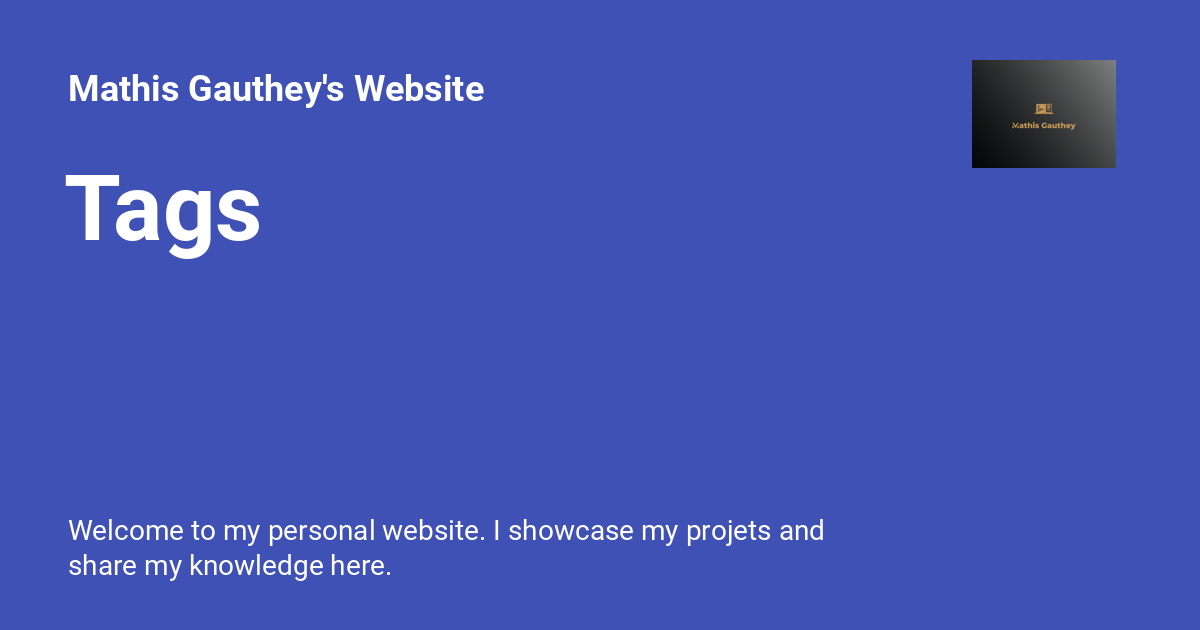 Mathis Gauthey's Website
Mathis Gauthey
Tags
Welcome to my personal website. I showcase my projets and
share my knowledge here.